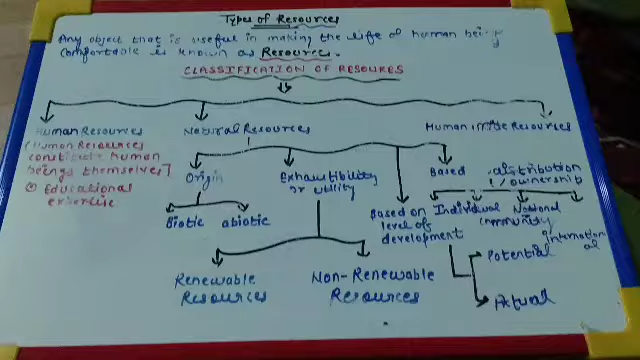 Types of Resources
Any object that is useful in making the life of human being
comfortable is known as Resources.
CLASSIFICATION OF RESOURES
Human Resources
Natural Resources
Human made Resources
[Human Resources
constitute human
beings themselves]
Educational
expertise
Origin
Exhaustibility
or utility
Based on
level of
development
Based distribution
/ ownership
Biotic abiotic
Individual
community
National
international
Renewable
Resources
Non-Renewable
Resources
Potential
Actual